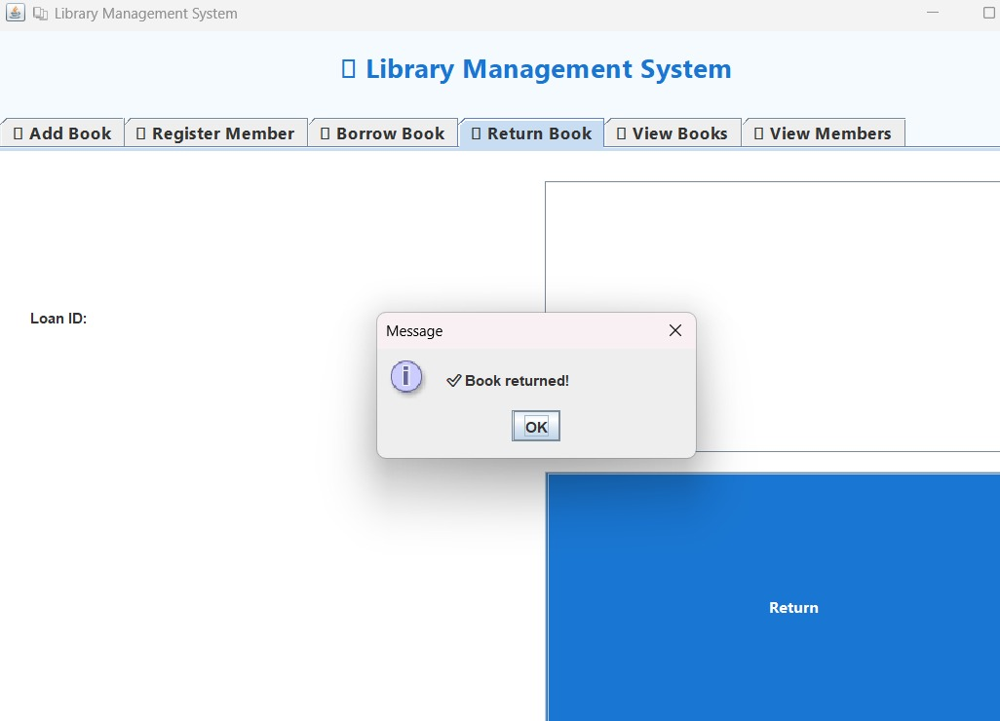 Library Management System
Library Management System
Add Book Register Member Borrow Book Return Book View Books View Members
Loan ID:
Message
✔ Book returned!
OK
Return